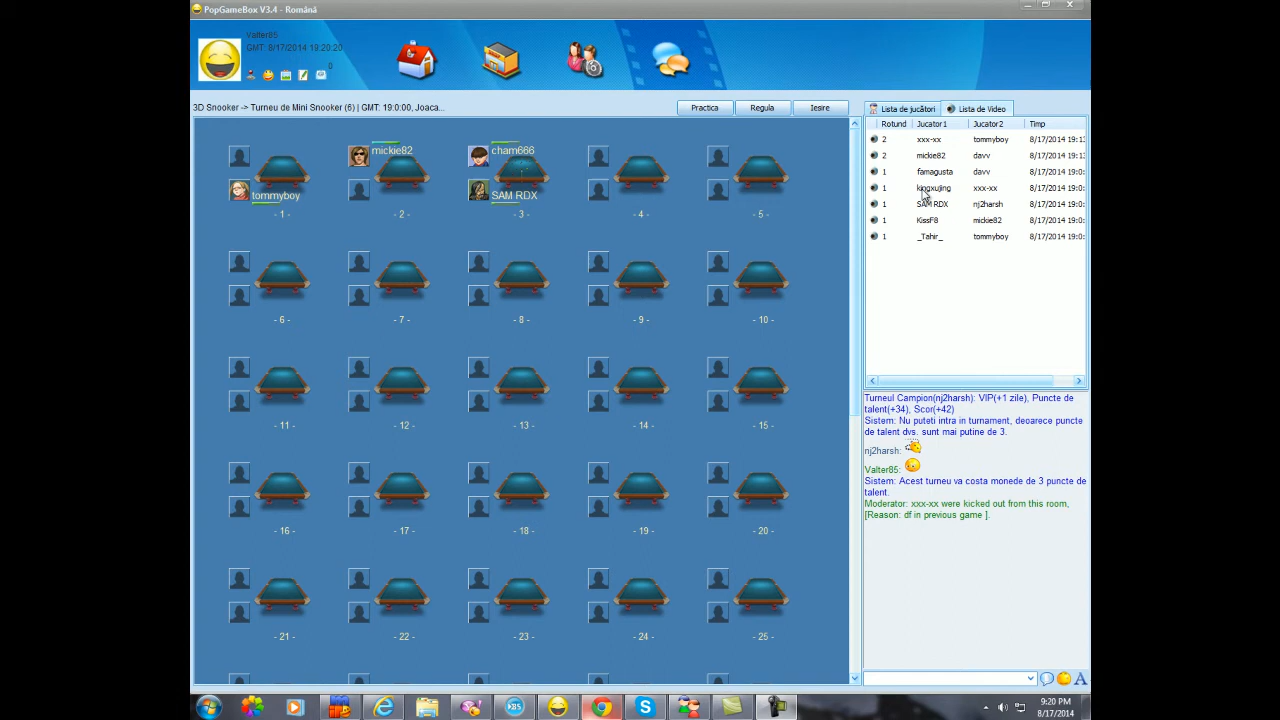 PopGameBox V3.4 - Română
Valter85
GMT: 8/17/2014 19:20:20
0
3D Snooker -> Turneu de Mini Snooker (6) | GMT: 19:0:00, Joaca...
Practica
Regula
Iesire
Lista de jucători
Lista de Video
Rotund Jucator1 Jucator2 Timp
2 xxx-xx tommyboy 8/17/2014 19:13
2 mickie82 davv 8/17/2014 19:13
1 famagusta davv 8/17/2014 19:0:
1 kingxujing xxx-xx 8/17/2014 19:0:
1 SAM RDX nj2harsh 8/17/2014 19:0:
1 KissF8 mickie82 8/17/2014 19:0:
1 _Tahir_ tommyboy 8/17/2014 19:0:
mickie82 cham666
tommyboy SAM RDX
- 1 - - 2 - - 3 - - 4 - - 5 -
- 6 - - 7 - - 8 - - 9 - - 10 -
- 11 - - 12 - - 13 - - 14 - - 15 -
- 16 - - 17 - - 18 - - 19 - - 20 -
- 21 - - 22 - - 23 - - 24 - - 25 -
Turneul Campion(nj2harsh): VIP(+1 zile), Puncte de
talent(+34), Scor(+42)
Sistem: Nu puteti intra in turnament, deoarece puncte
de talent dvs. sunt mai putine de 3.
nj2harsh:
Valter85:
Sistem: Acest turneu va costa monede de 3 puncte de
talent.
Moderator: xxx-xx were kicked out from this room,
[Reason: df in previous game ].
A
KBS
9:20 PM
8/17/2014